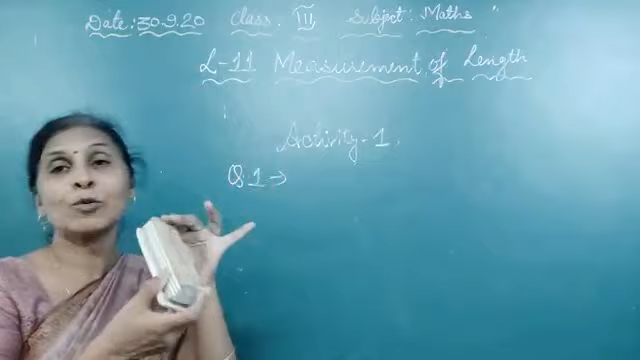 Date: 30.9.20 Class: III Subject: Maths
L-11 Measurement of Length
Activity-1
Q.1 →